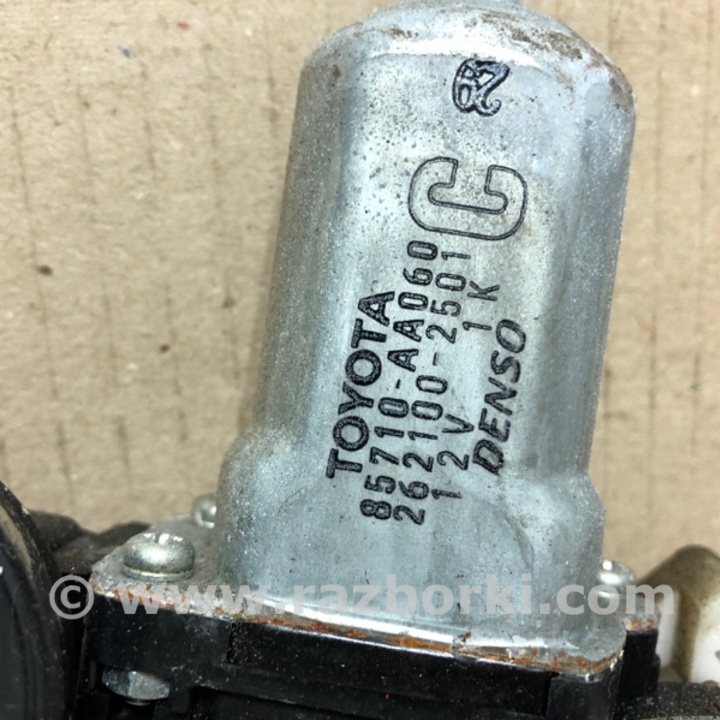 TOYOTA
85710-AA060
262100-2501
12V 1K
DENSO
C
© www.razborki.com